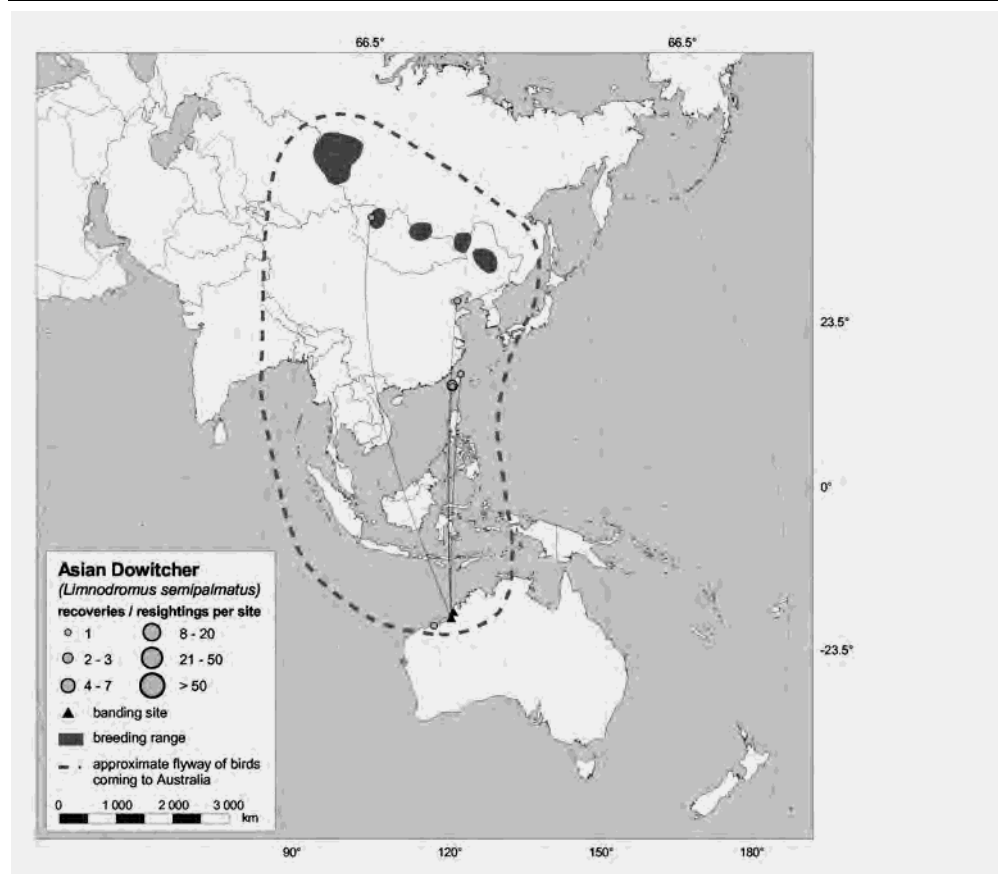 66.5° 66.5°
23.5°
0°
-23.5°
Asian Dowitcher
(Limnodromus semipalmatus)
recoveries / resightings per site
1 8 - 20
2 - 3 21 - 50
4 - 7 > 50
banding site
breeding range
approximate flyway of birds
coming to Australia
0 1 000 2 000 3 000
km
90° 120° 150° 180°